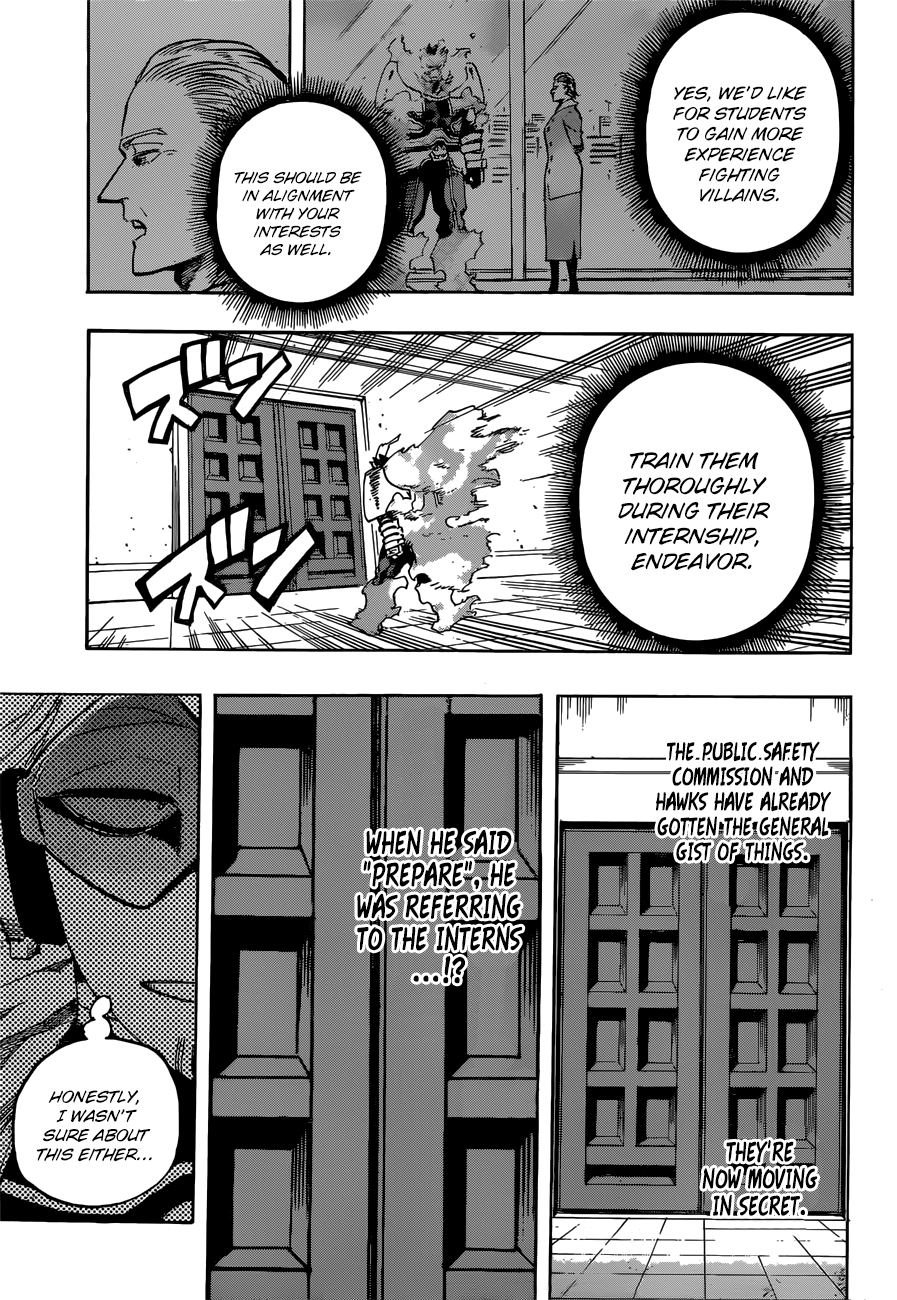 YES, WE'D LIKE
FOR STUDENTS
TO GAIN MORE
EXPERIENCE
FIGHTING
VILLAINS.
THIS SHOULD BE
IN ALIGNMENT
WITH YOUR
INTERESTS
AS WELL.
TRAIN THEM
THOROUGHLY
DURING THEIR
INTERNSHIP,
ENDEAVOR.
ズン
ズン
THE PUBLIC SAFETY
COMMISSION AND
HAWKS HAVE ALREADY
GOTTEN THE GENERAL
GIST OF THINGS.
THEY'RE
NOW MOVING
IN SECRET.
WHEN HE SAID
"PREPARE", HE
WAS REFERRING
TO THE INTERNS
...!?
HONESTLY,
I WASN'T
SURE ABOUT
THIS EITHER...